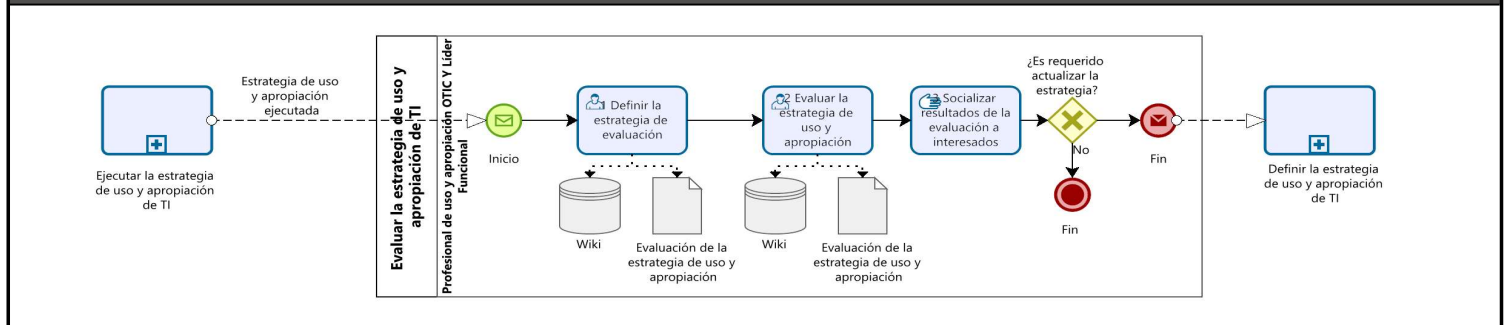 Estrategia de uso
y apropiación
ejecutada
Ejecutar la estrategia
de uso y apropiación
de TI
Evaluar la estrategia de uso y
apropiación de TI
Profesional de uso y apropiación OTIC Y Líder
Funcional
Inicio
1 Definir la
estrategia de
evaluación
Wiki
Evaluación de la
estrategia de uso y
apropiación
2 Evaluar la
estrategia de
uso y
apropiación
Wiki
Evaluación de la
estrategia de uso y
apropiación
3 Socializar
resultados de la
evaluación a
interesados
¿Es requerido
actualizar la
estrategia?
No
Fin
Fin
Definir la estrategia
de uso y apropiación
de TI